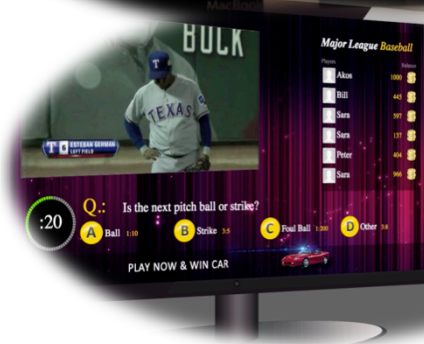 MacBook
BUCK
T
TEXAS
T 6 ESTEBAN GERMAN
LEFT FIELD
Major League Baseball
Players Balance
Akos 1000
Bill 445
Sara 597
Sara 137
Peter 404
Sara 966
:20
Q.: Is the next pitch ball or strike?
A Ball 1:10
B Strike 3:5
C Foul Ball 1:200
D Other 3:8
PLAY NOW & WIN CAR